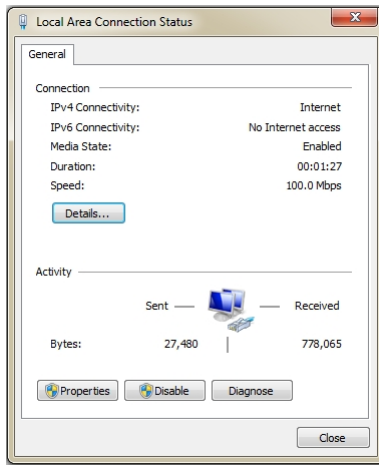 Local Area Connection Status
General
Connection
IPv4 Connectivity: Internet
IPv6 Connectivity: No Internet access
Media State: Enabled
Duration: 00:01:27
Speed: 100.0 Mbps
Details...
Activity
Sent Received
Bytes: 27,480 778,065
Properties Disable Diagnose
Close